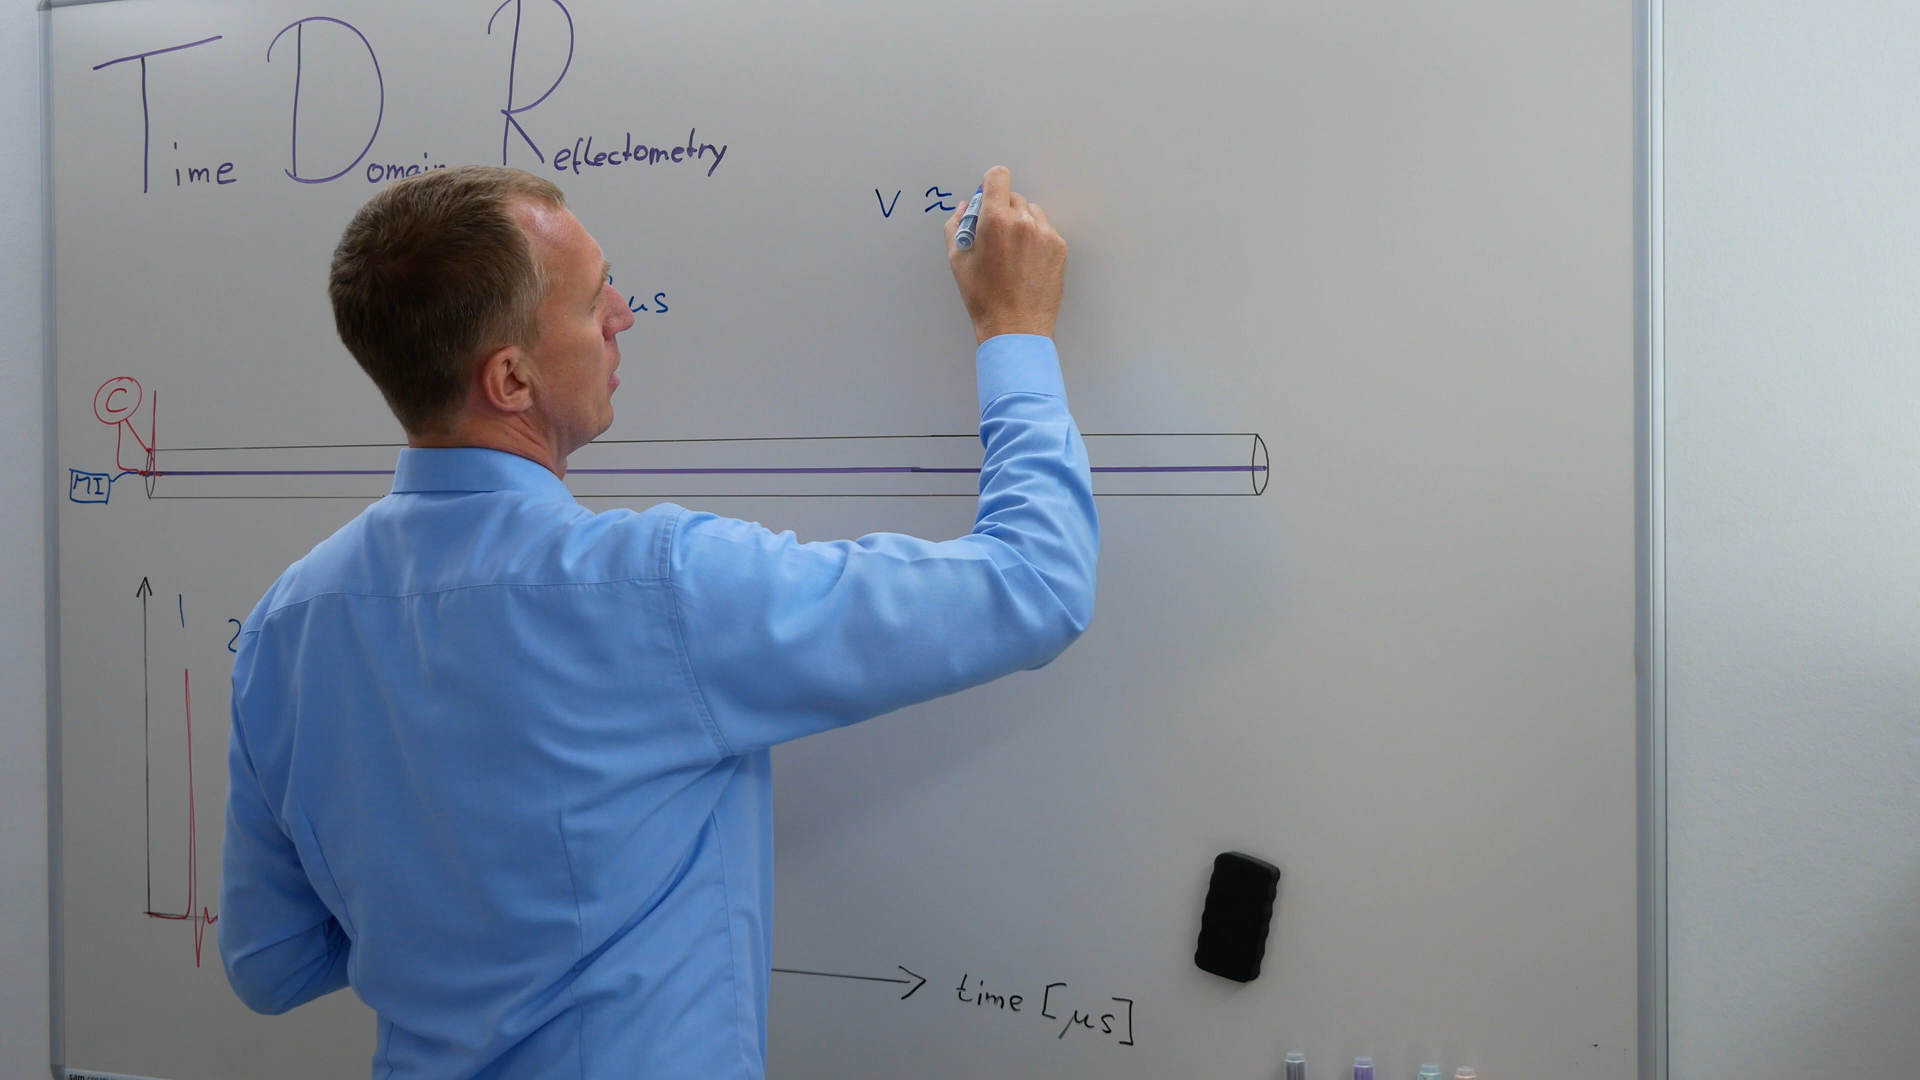 Time Domain Reflectometry
V ≈
μs
C
MI
1
2
time [μs]